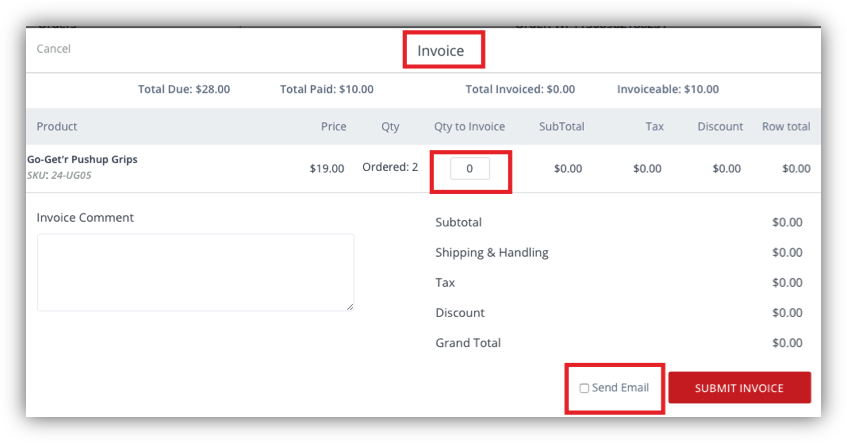 Cancel
Invoice
Total Due: $28.00 Total Paid: $10.00 Total Invoiced: $0.00 Invoiceable: $10.00
Product Price Qty Qty to Invoice SubTotal Tax Discount Row total
Go-Get'r Pushup Grips
SKU: 24-UG05
$19.00 Ordered: 2 0 $0.00 $0.00 $0.00 $0.00
Invoice Comment
Subtotal $0.00
Shipping & Handling $0.00
Tax $0.00
Discount $0.00
Grand Total $0.00
Send Email SUBMIT INVOICE